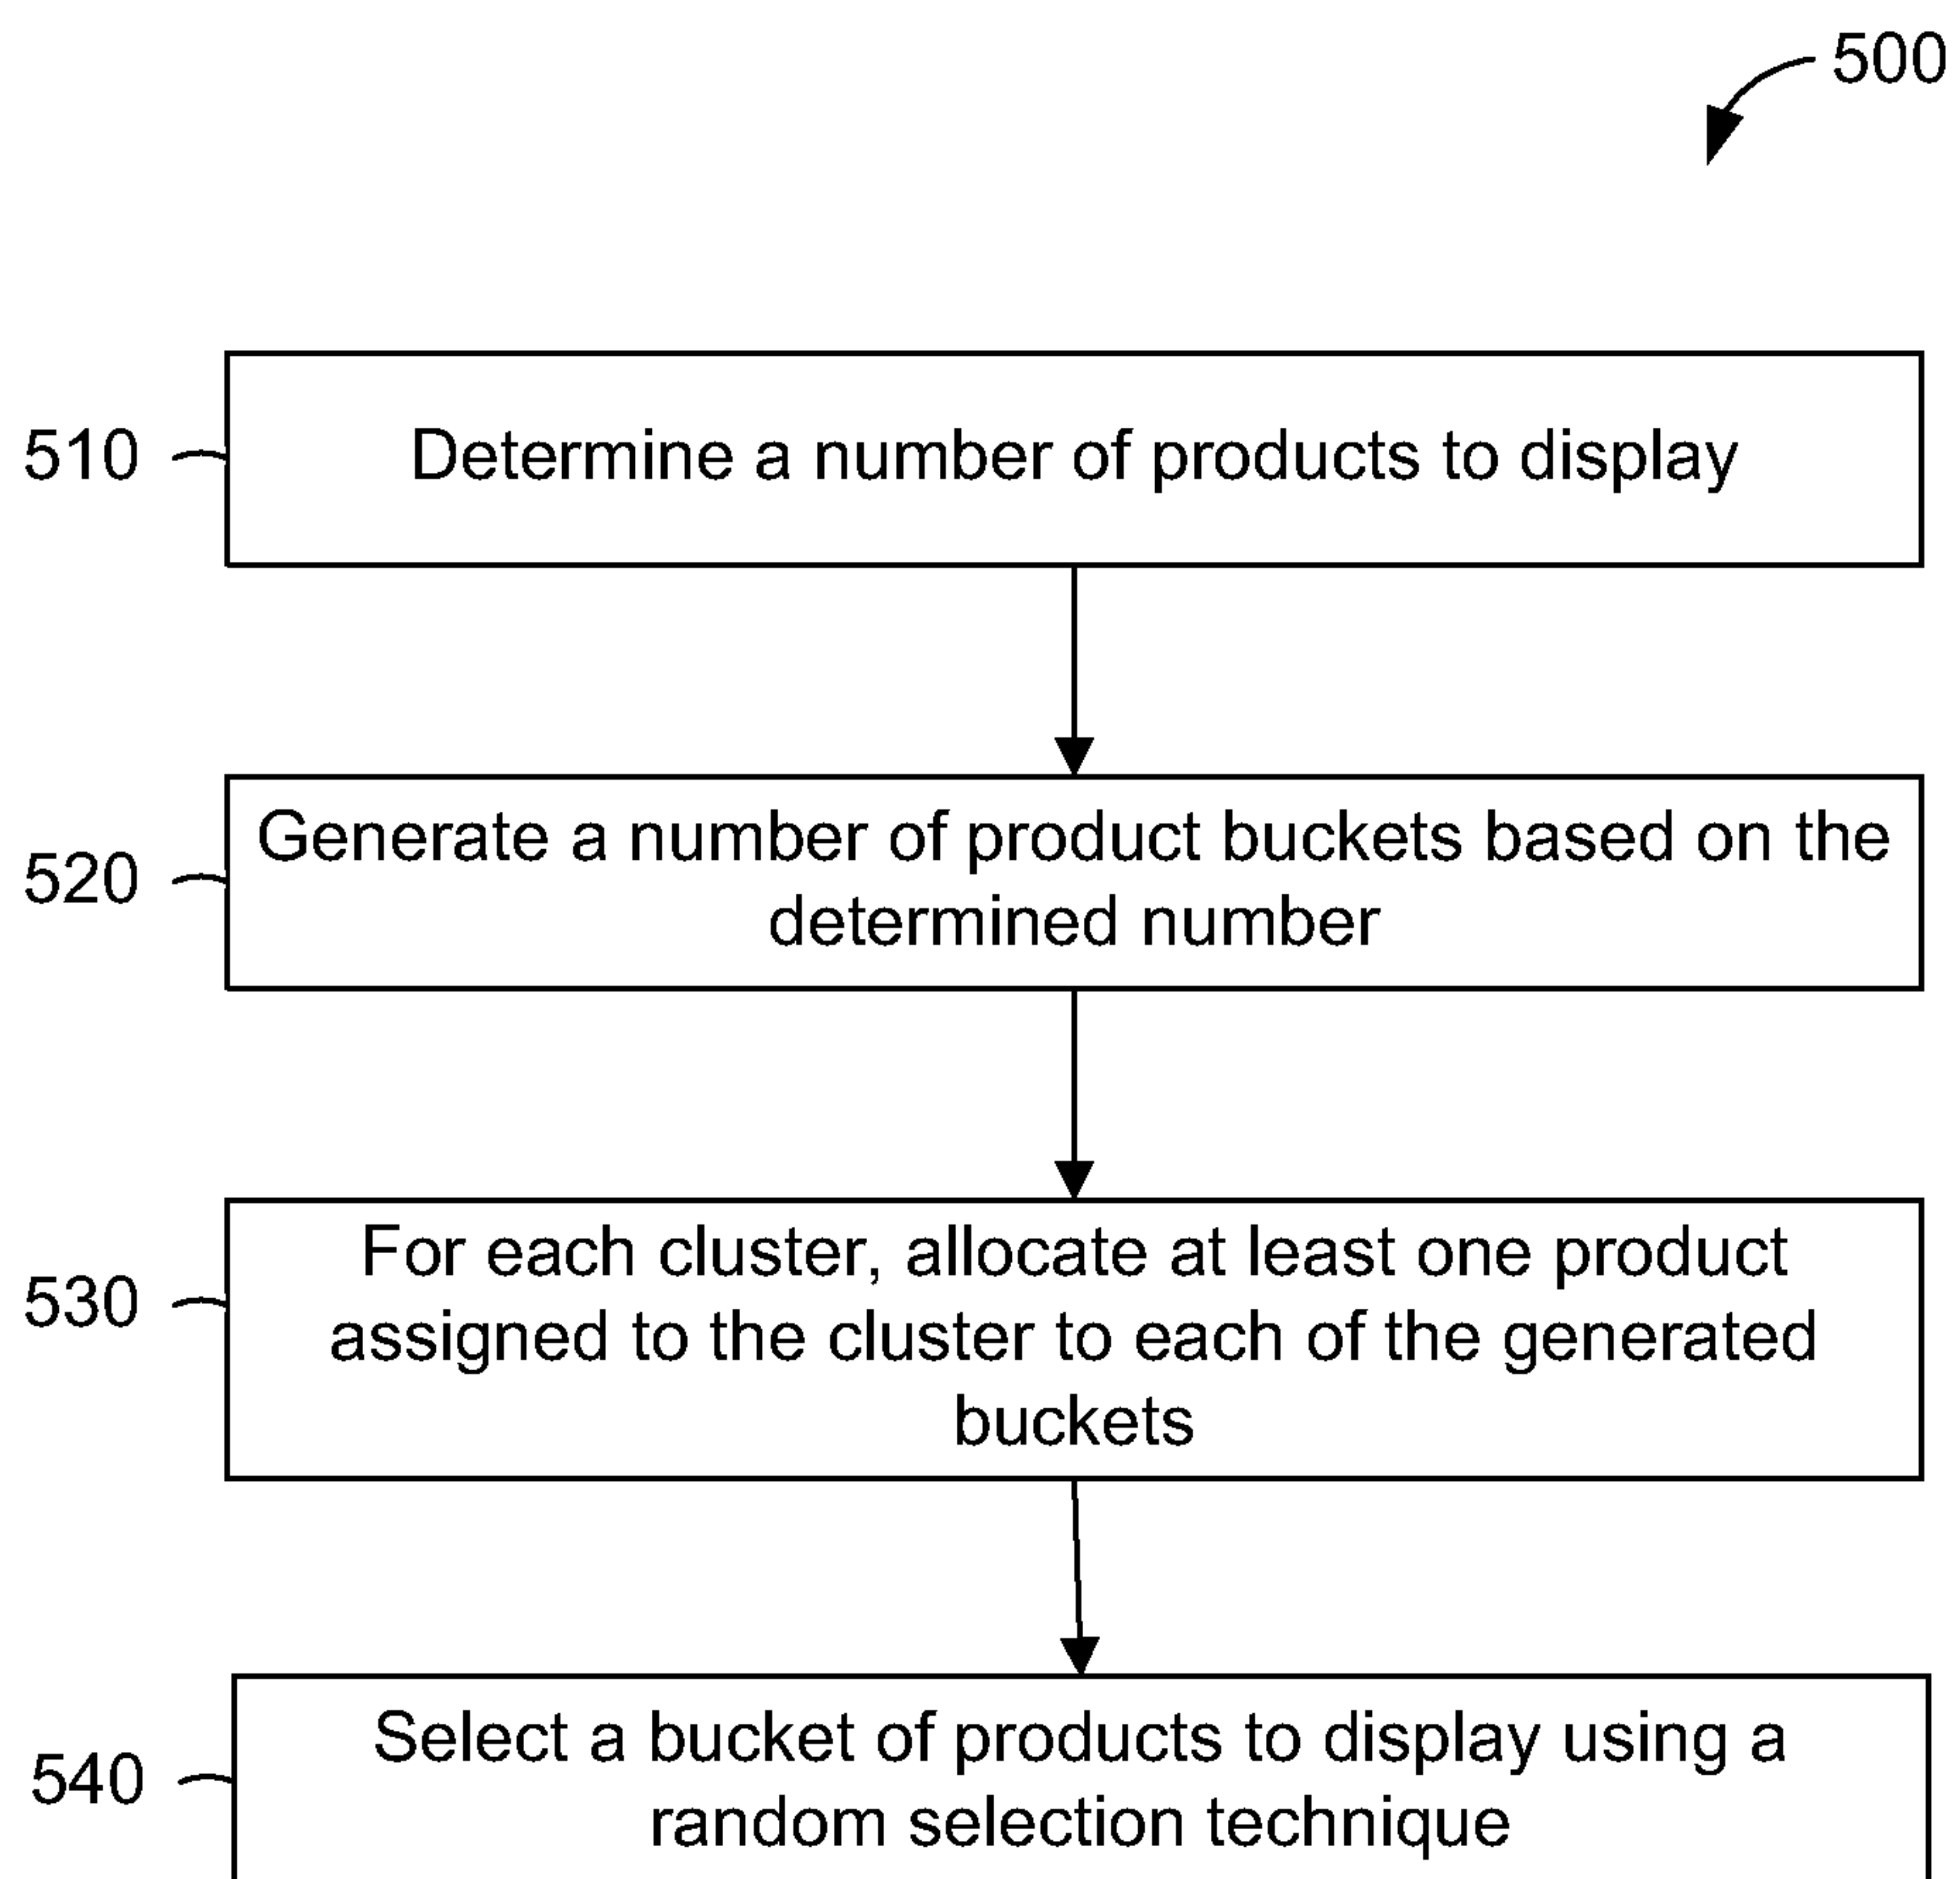 500
510
Determine a number of products to display
520
Generate a number of product buckets based on the
determined number
530
For each cluster, allocate at least one product
assigned to the cluster to each of the generated
buckets
540
Select a bucket of products to display using a
random selection technique